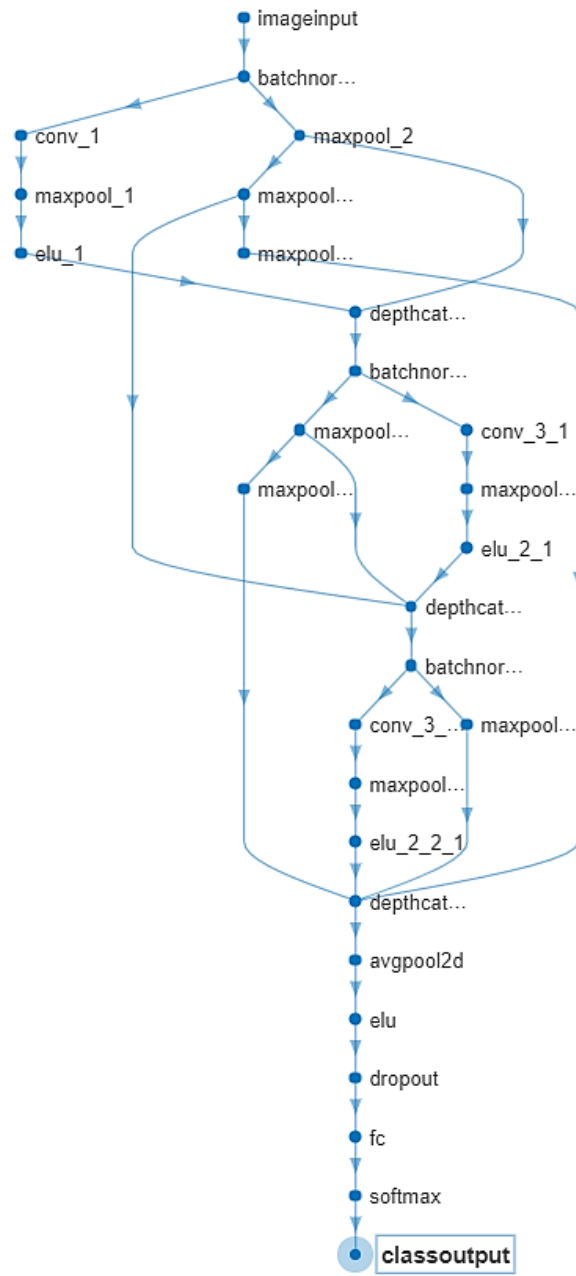 imageinput
batchnor...
conv_1
maxpool_2
maxpool_1
maxpool...
elu_1
maxpool...
depthcat...
batchnor...
maxpool...
conv_3_1
maxpool...
maxpool...
elu_2_1
depthcat...
batchnor...
conv_3_...
maxpool...
maxpool...
elu_2_2_1
depthcat...
avgpool2d
elu
dropout
fc
softmax
classoutput